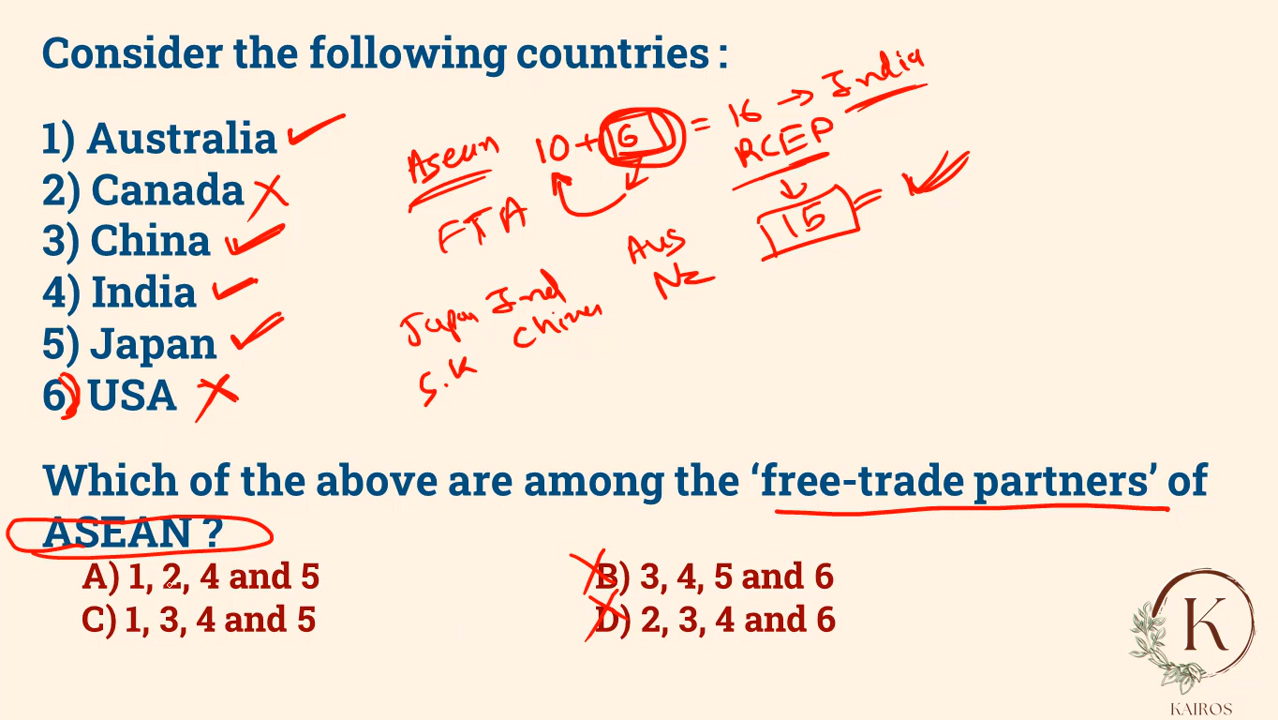 Consider the following countries :
1) Australia
2) Canada
3) China
4) India
5) Japan
6) USA
Asean 10+6 = 16 → India
RCEP
15 =
FTA
Aus
NZ
Japan Ind
China
S.K
Which of the above are among the ‘free-trade partners’ of
ASEAN ?
A) 1, 2, 4 and 5
B) 3, 4, 5 and 6
C) 1, 3, 4 and 5
D) 2, 3, 4 and 6
K
KAIROS